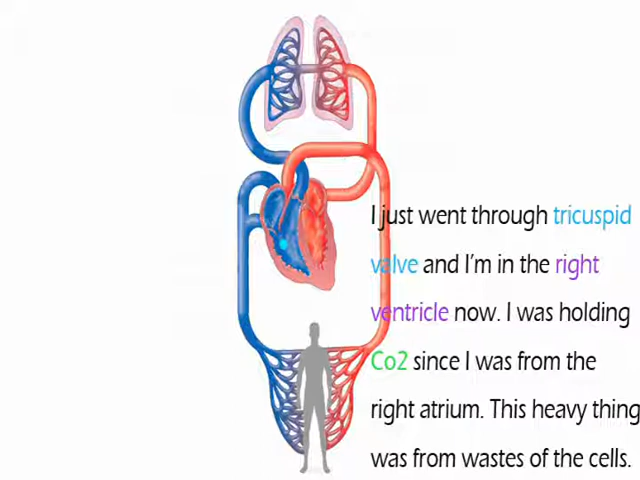 I just went through tricuspid
valve and I'm in the right
ventricle now. I was holding
Co2 since I was from the
right atrium. This heavy thing
was from wastes of the cells.